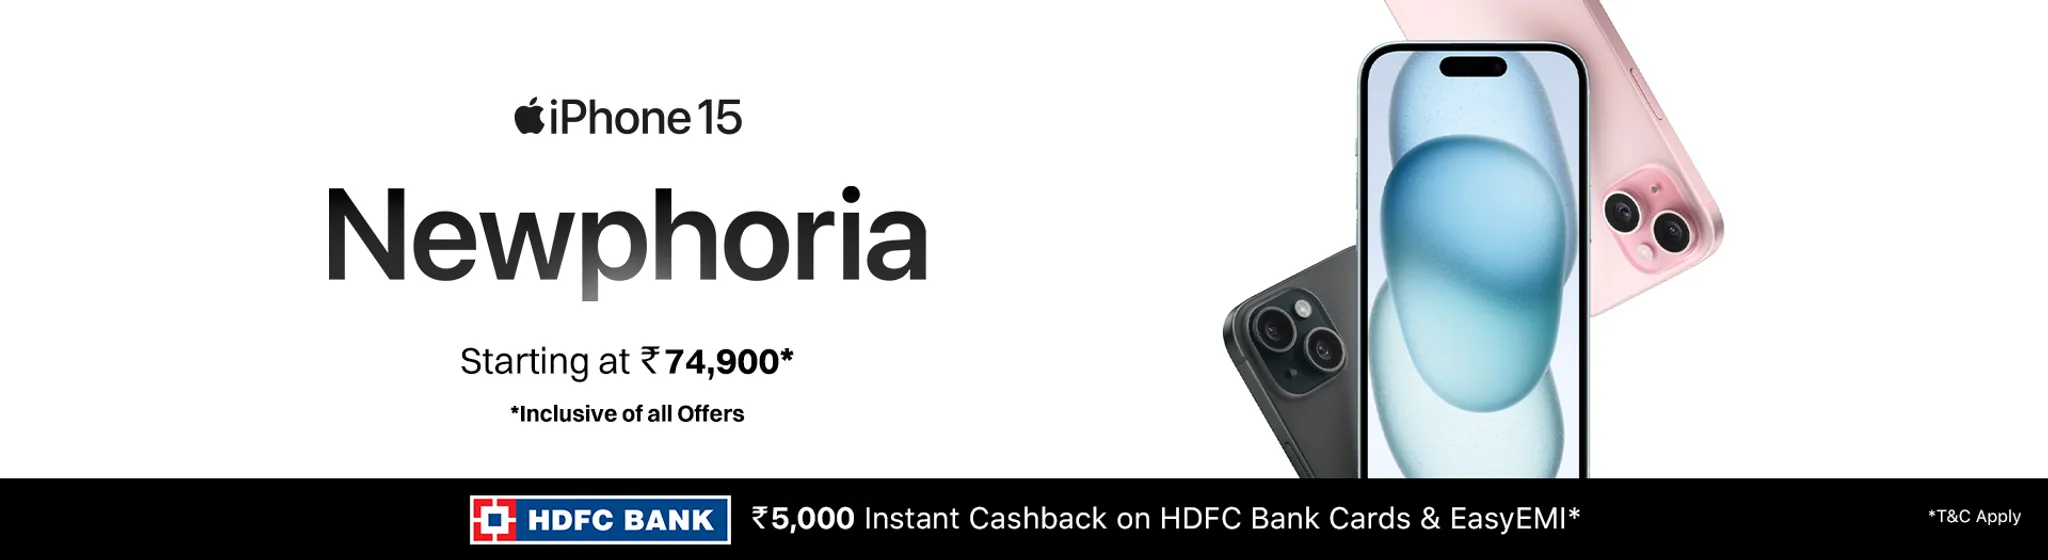 iPhone 15
Newphoria
Starting at ₹74,900*
*Inclusive of all Offers
HDFC BANK
₹5,000 Instant Cashback on HDFC Bank Cards & EasyEMI*
*T&C Apply